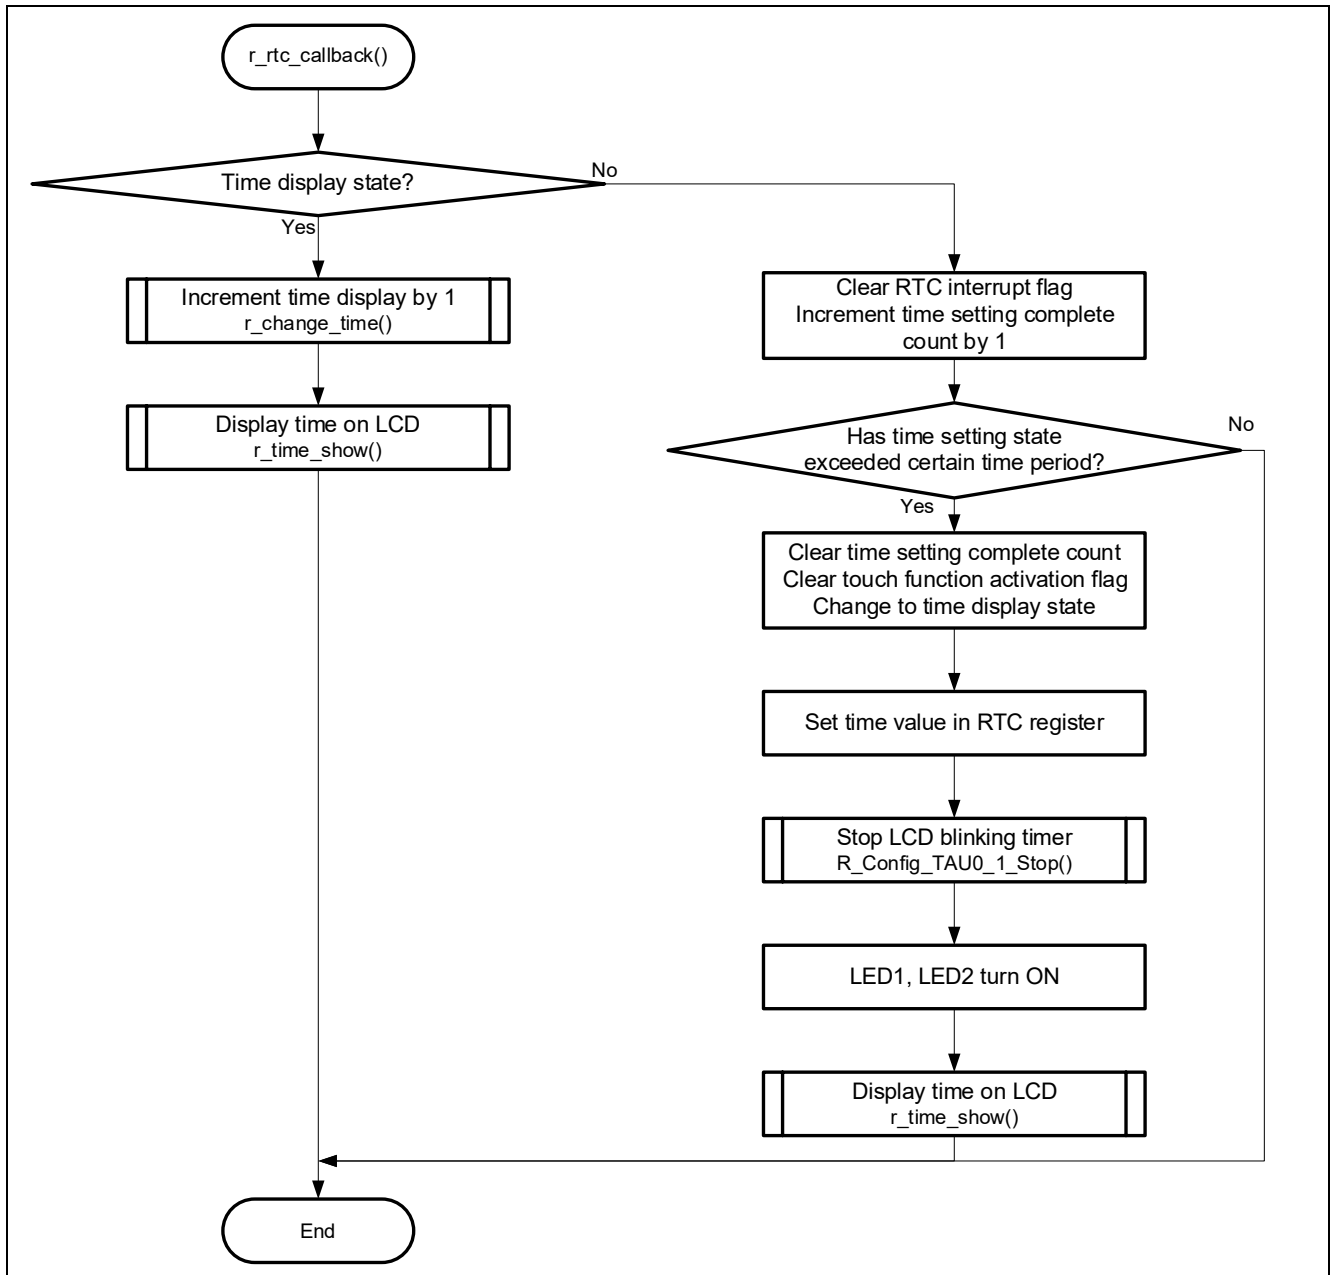 r_rtc_callback()
Time display state?
No
Yes
Increment time display by 1
r_change_time()
Display time on LCD
r_time_show()
Clear RTC interrupt flag
Increment time setting complete
count by 1
Has time setting state
exceeded certain time period?
No
Yes
Clear time setting complete count
Clear touch function activation flag
Change to time display state
Set time value in RTC register
Stop LCD blinking timer
R_Config_TAU0_1_Stop()
LED1, LED2 turn ON
Display time on LCD
r_time_show()
End